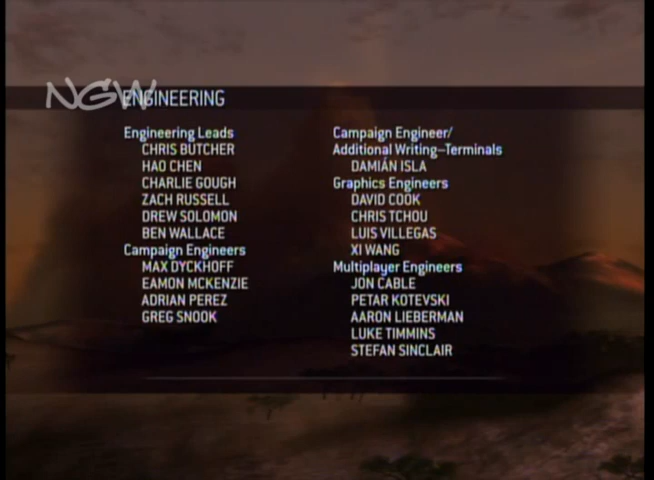 NGW
ENGINEERING
Engineering Leads
CHRIS BUTCHER
HAO CHEN
CHARLIE GOUGH
ZACH RUSSELL
DREW SOLOMON
BEN WALLACE
Campaign Engineers
MAX DYCKHOFF
EAMON MCKENZIE
ADRIAN PEREZ
GREG SNOOK
Campaign Engineer/
Additional Writing–Terminals
DAMIÁN ISLA
Graphics Engineers
DAVID COOK
CHRIS TCHOU
LUIS VILLEGAS
XI WANG
Multiplayer Engineers
JON CABLE
PETAR KOTEVSKI
AARON LIEBERMAN
LUKE TIMMINS
STEFAN SINCLAIR